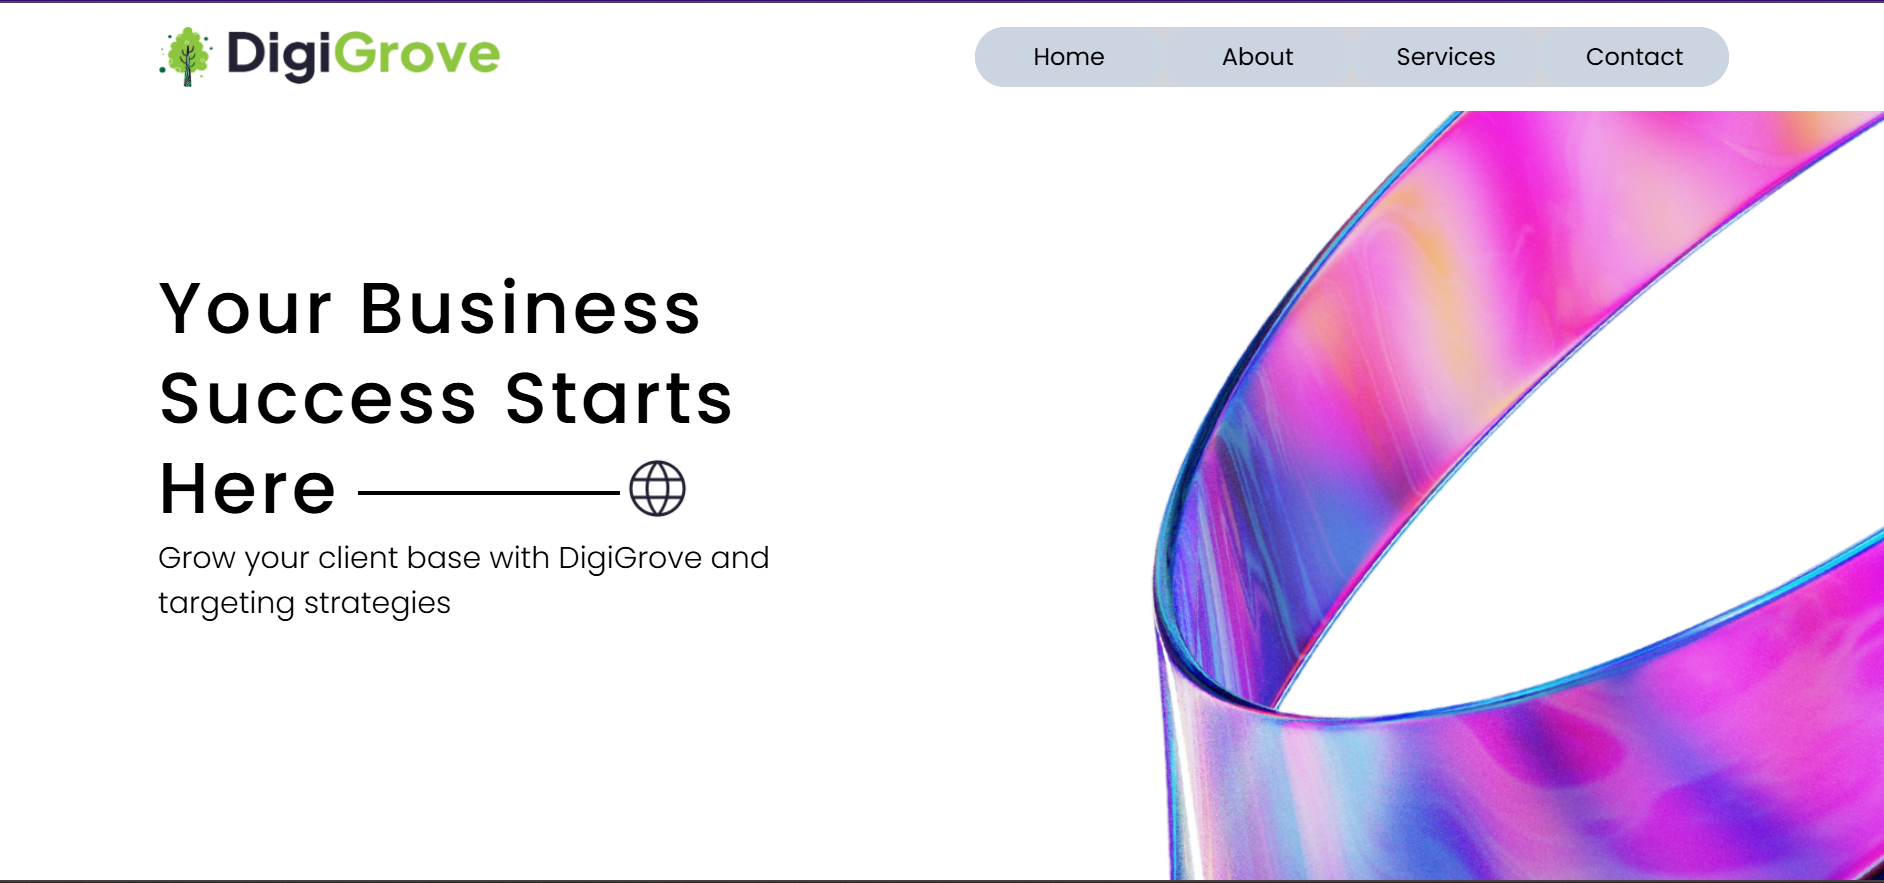 DigiGrove
Home
About
Services
Contact
Your Business
Success Starts
Here
Grow your client base with DigiGrove and
targeting strategies